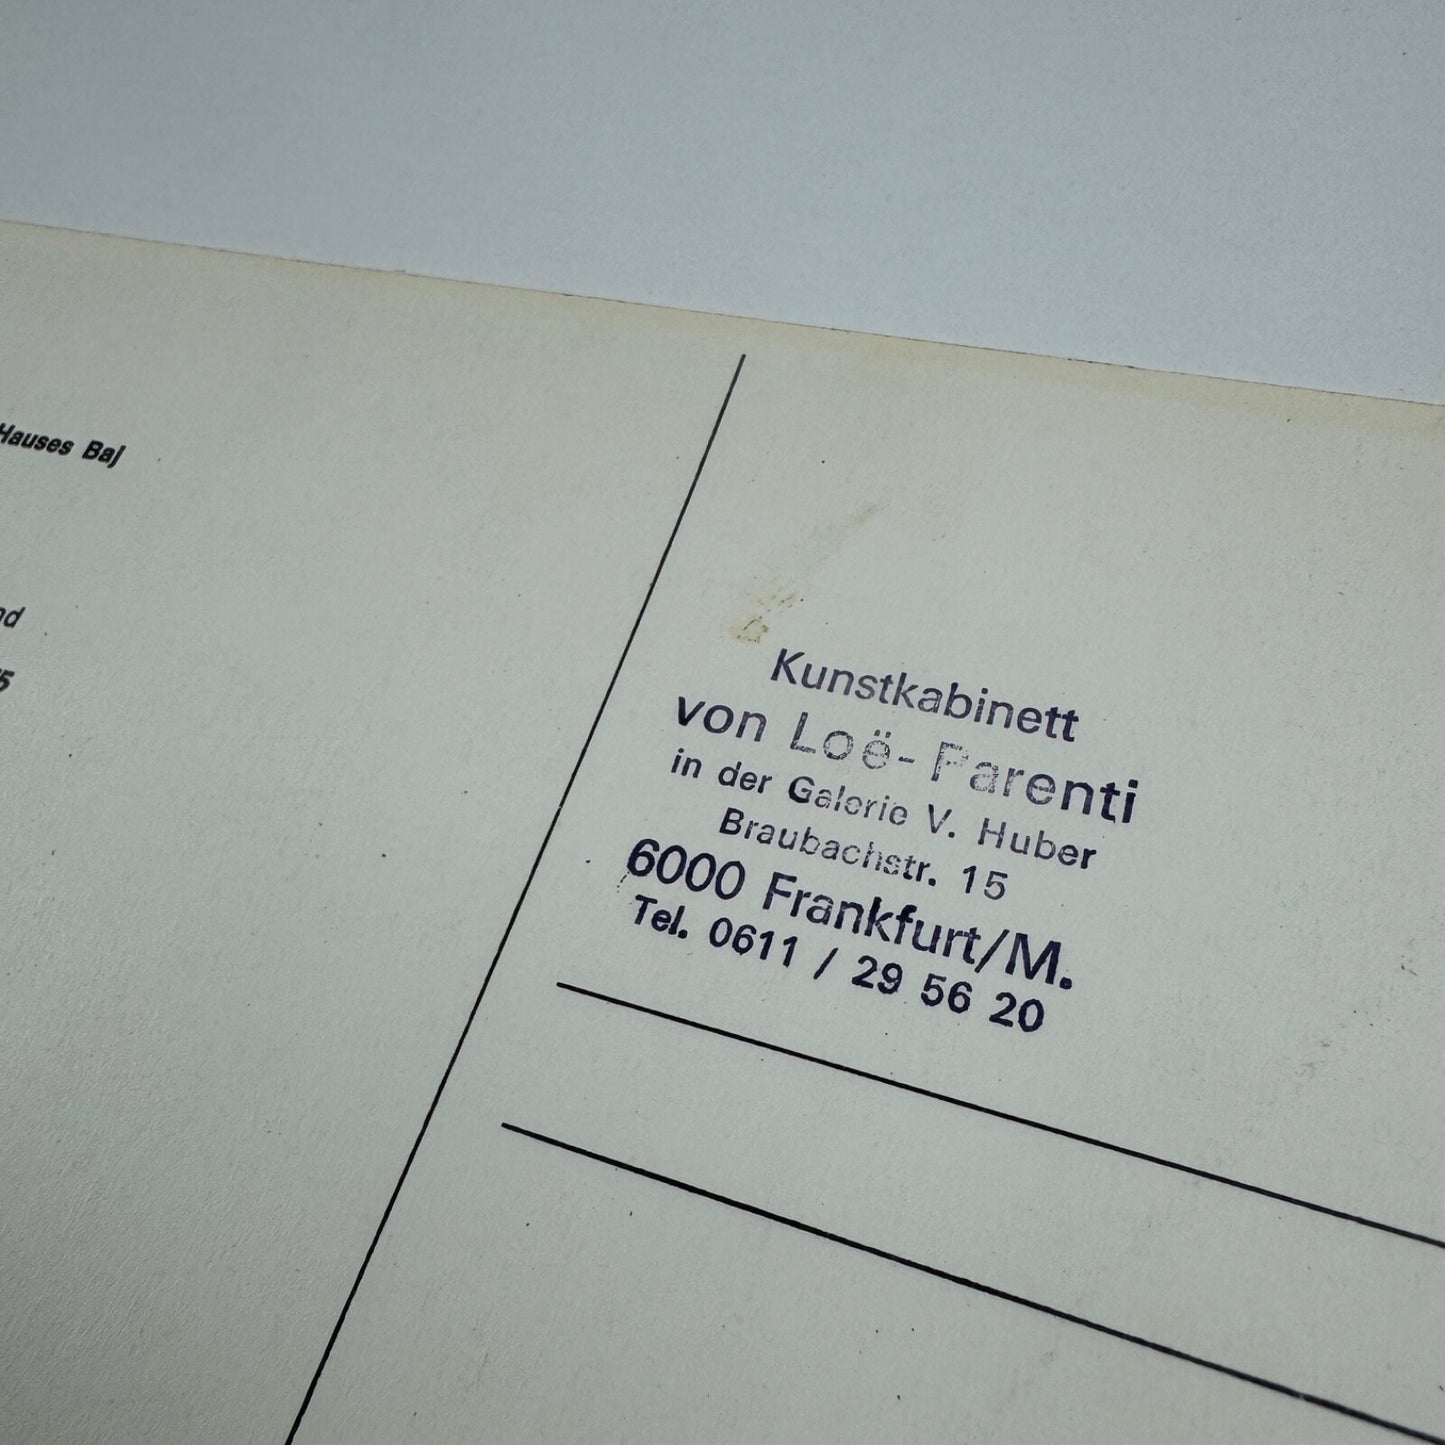 Hauses Baj
Kunstkabinett
von Loë-Parenti
in der Galerie V. Huber
Braubachstr. 15
6000 Frankfurt/M.
Tel. 0611 / 29 56 20